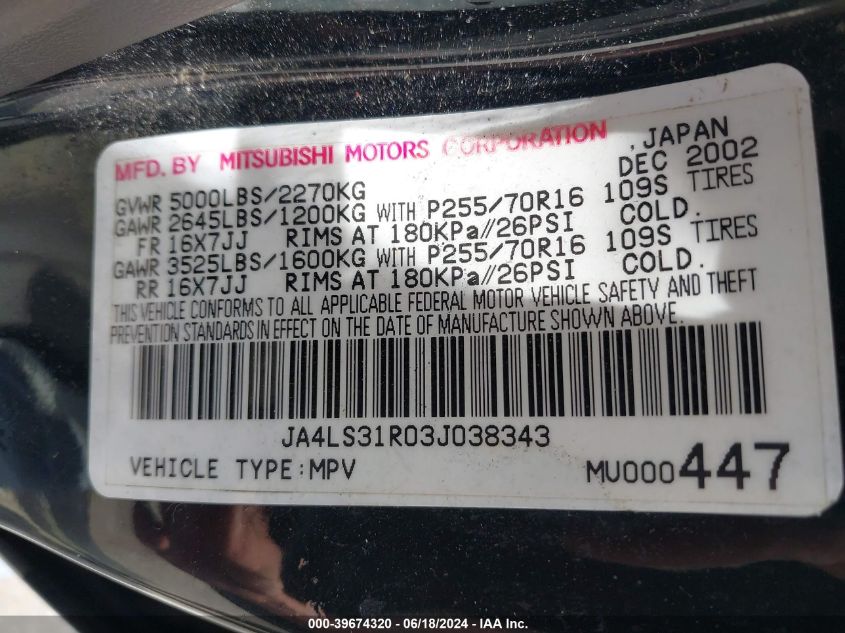 MFD. BY MITSUBISHI MOTORS CORPORATION , JAPAN
GVWR 5000LBS/2270KG DEC 2002
GAWR 2645LBS/1200KG WITH P255/70R16 109S TIRES
FR 16X7JJ RIMS AT 180KPa//26PSI COLD.
GAWR 3525LBS/1600KG WITH P255/70R16 109S TIRES
RR 16X7JJ RIMS AT 180KPa//26PSI COLD.
THIS VEHICLE CONFORMS TO ALL APPLICABLE FEDERAL MOTOR VEHICLE SAFETY AND THEFT
PREVENTION STANDARDS IN EFFECT ON THE DATE OF MANUFACTURE SHOWN ABOVE.
JA4LS31R03J038343
VEHICLE TYPE:MPV MU000447
000-39674320 / 06/18/2024 - IAA Inc.